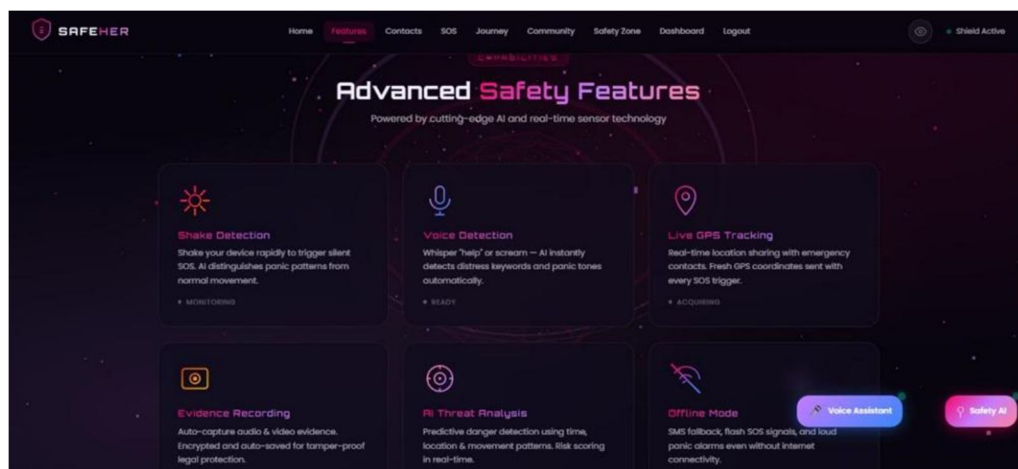 SAFEHER
Home Features Contacts SOS Journey Community Safety Zone Dashboard Logout
Shield Active
CAPABILITIES
Advanced Safety Features
Powered by cutting-edge AI and real-time sensor technology
Shake Detection
Shake your device rapidly to trigger silent
SOS. AI distinguishes panic patterns from
normal movement.
MONITORING
Voice Detection
Whisper "help" or scream — AI instantly
detects distress keywords and panic tones
automatically.
READY
Live GPS Tracking
Real-time location sharing with emergency
contacts. Fresh GPS coordinates sent with
every SOS trigger.
ACQUIRING
Evidence Recording
Auto-capture audio & video evidence.
Encrypted and auto-saved for tamper-proof
legal protection.
AI Threat Analysis
Predictive danger detection using time,
location & movement patterns. Risk scoring
in real-time.
Offline Mode
SMS fallback, flash SOS signals, and loud
panic alarms even without internet
connectivity.
Voice Assistant
Safety AI